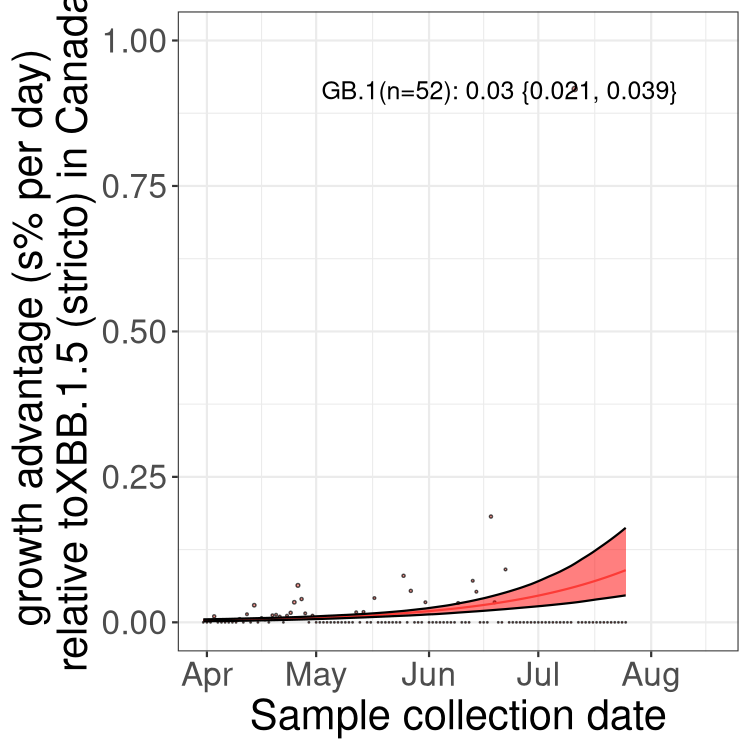 growth advantage (s% per day)
relative toXBB.1.5 (stricto) in Canada
1.00
0.75
0.50
0.25
0.00
GB.1(n=52): 0.03 {0.021, 0.039}
Apr May Jun Jul Aug
Sample collection date